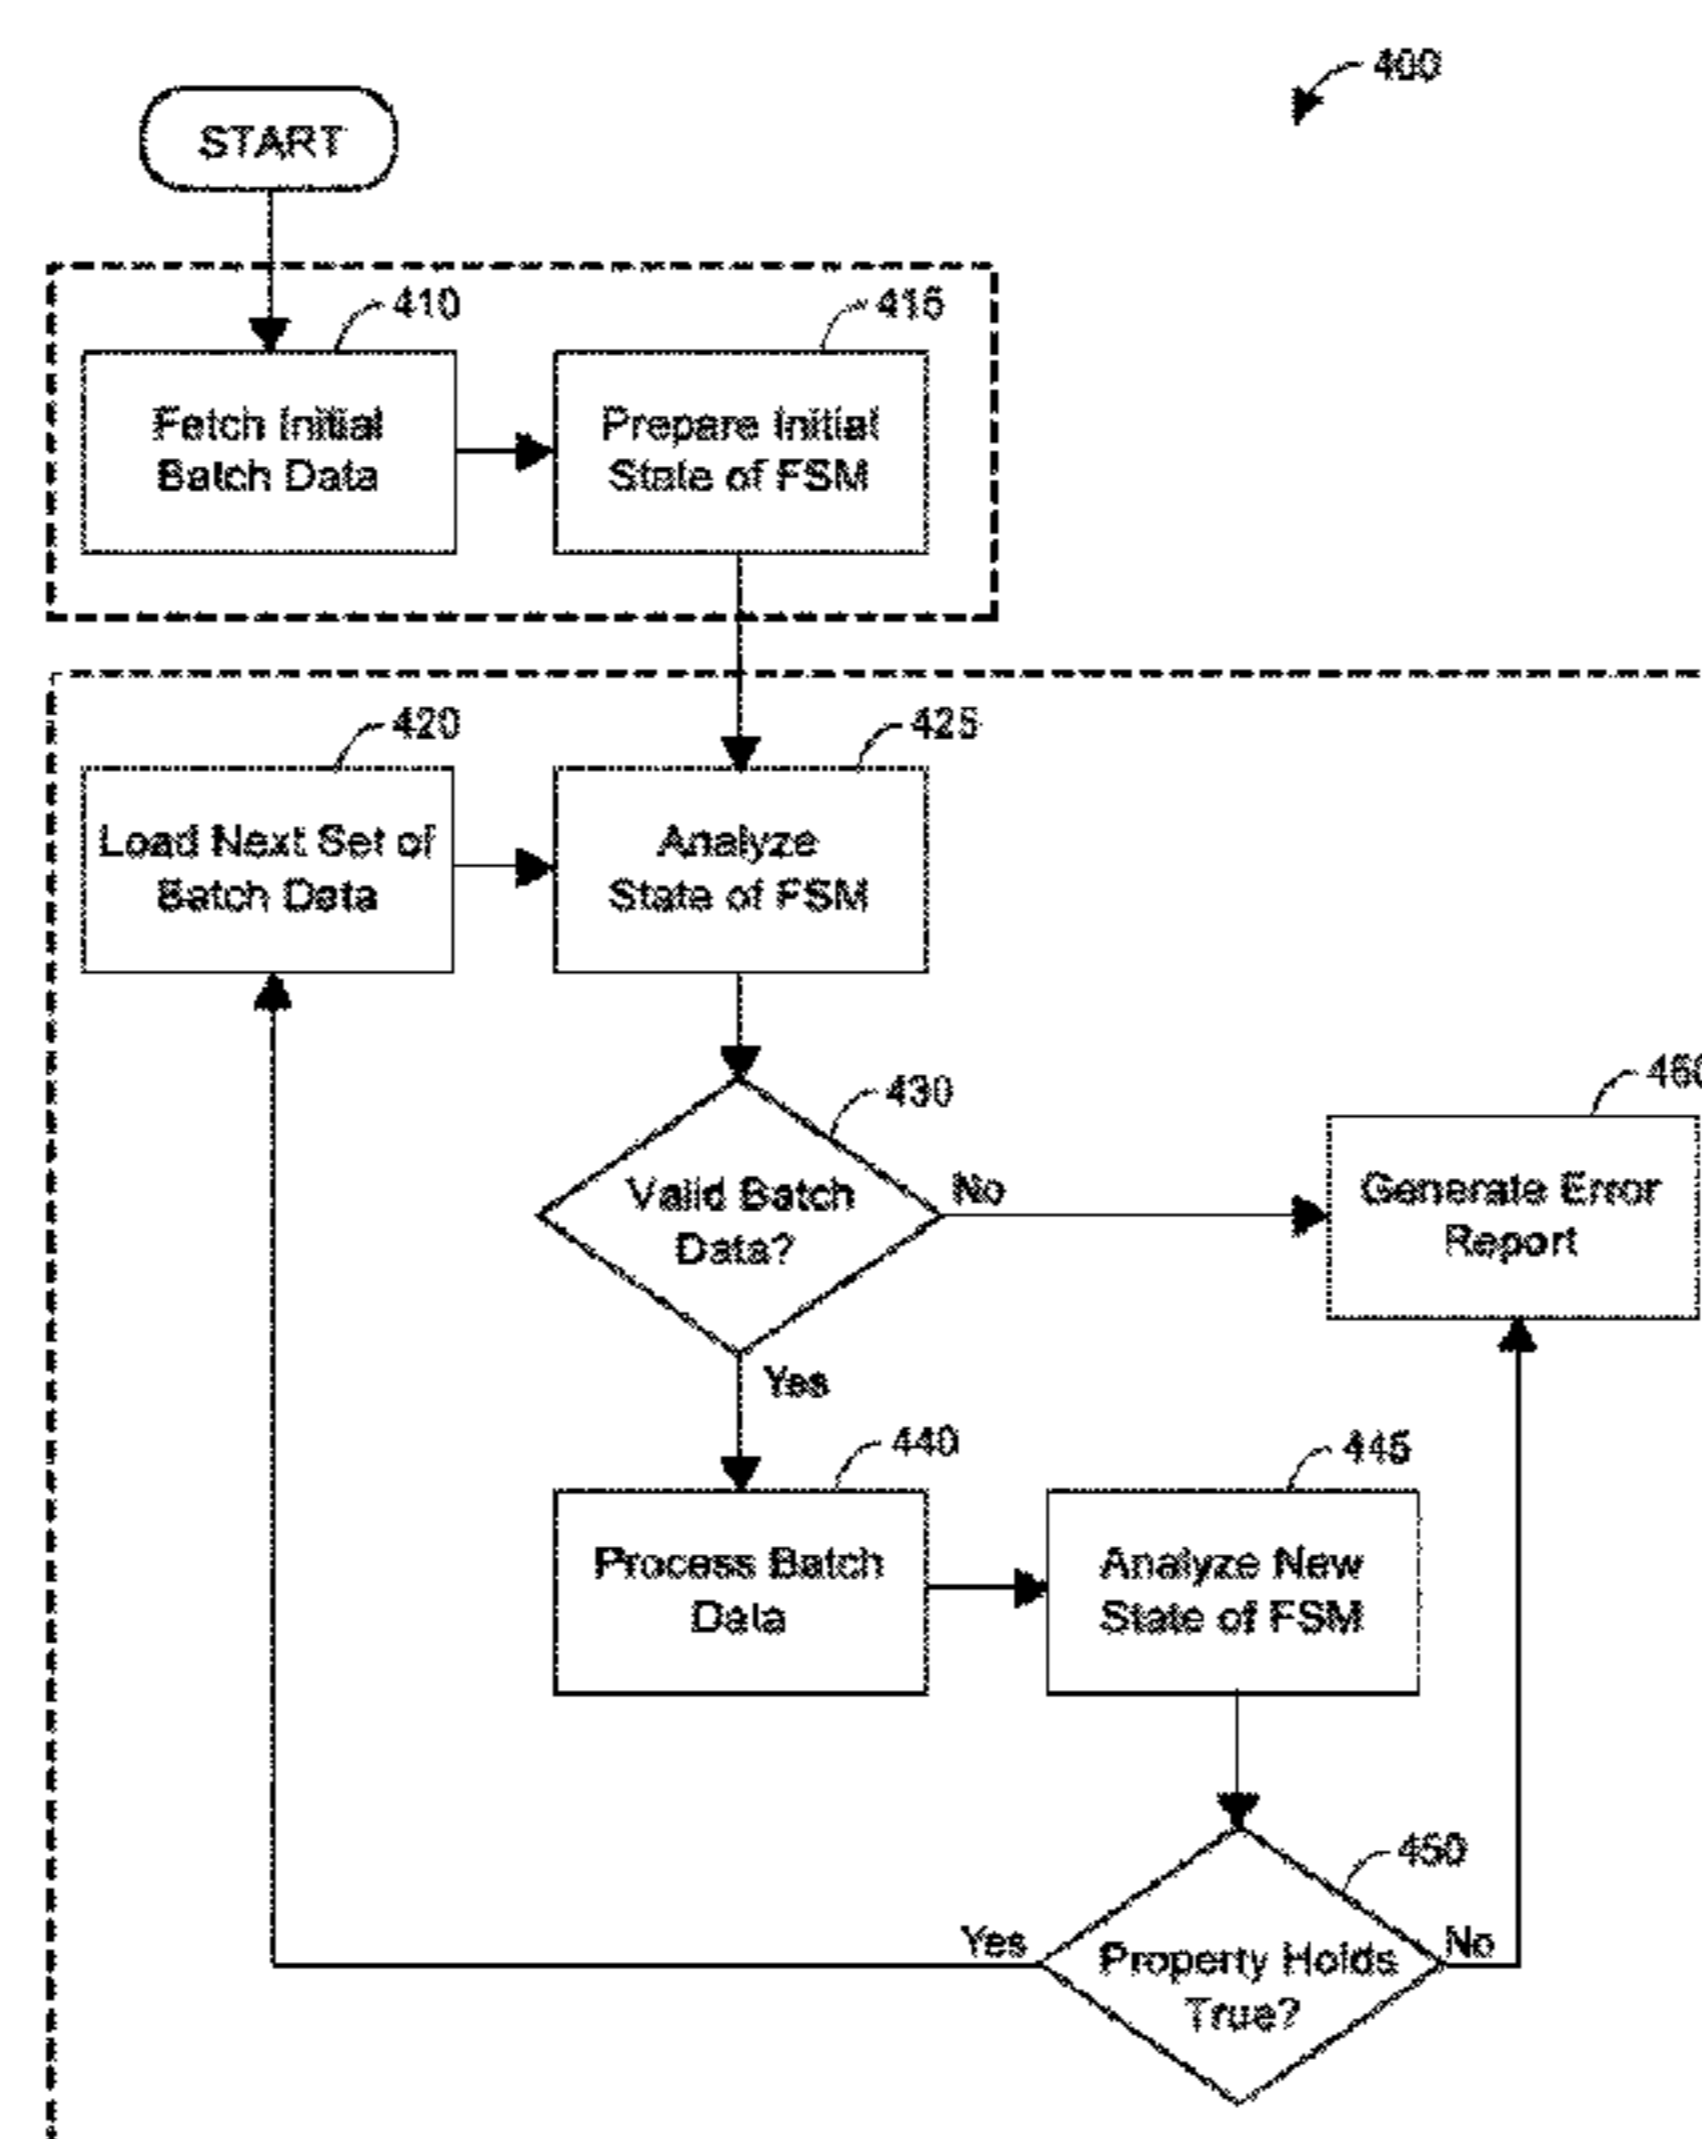 400
START
410
415
Fetch Initial
Batch Data
Prepare Initial
State of FSM
420
425
Load Next Set of
Batch Data
Analyze
State of FSM
430
460
Valid Batch
Data?
No
Generate Error
Report
Yes
440
445
Process Batch
Data
Analyze New
State of FSM
450
Yes
Property Holds
True?
No